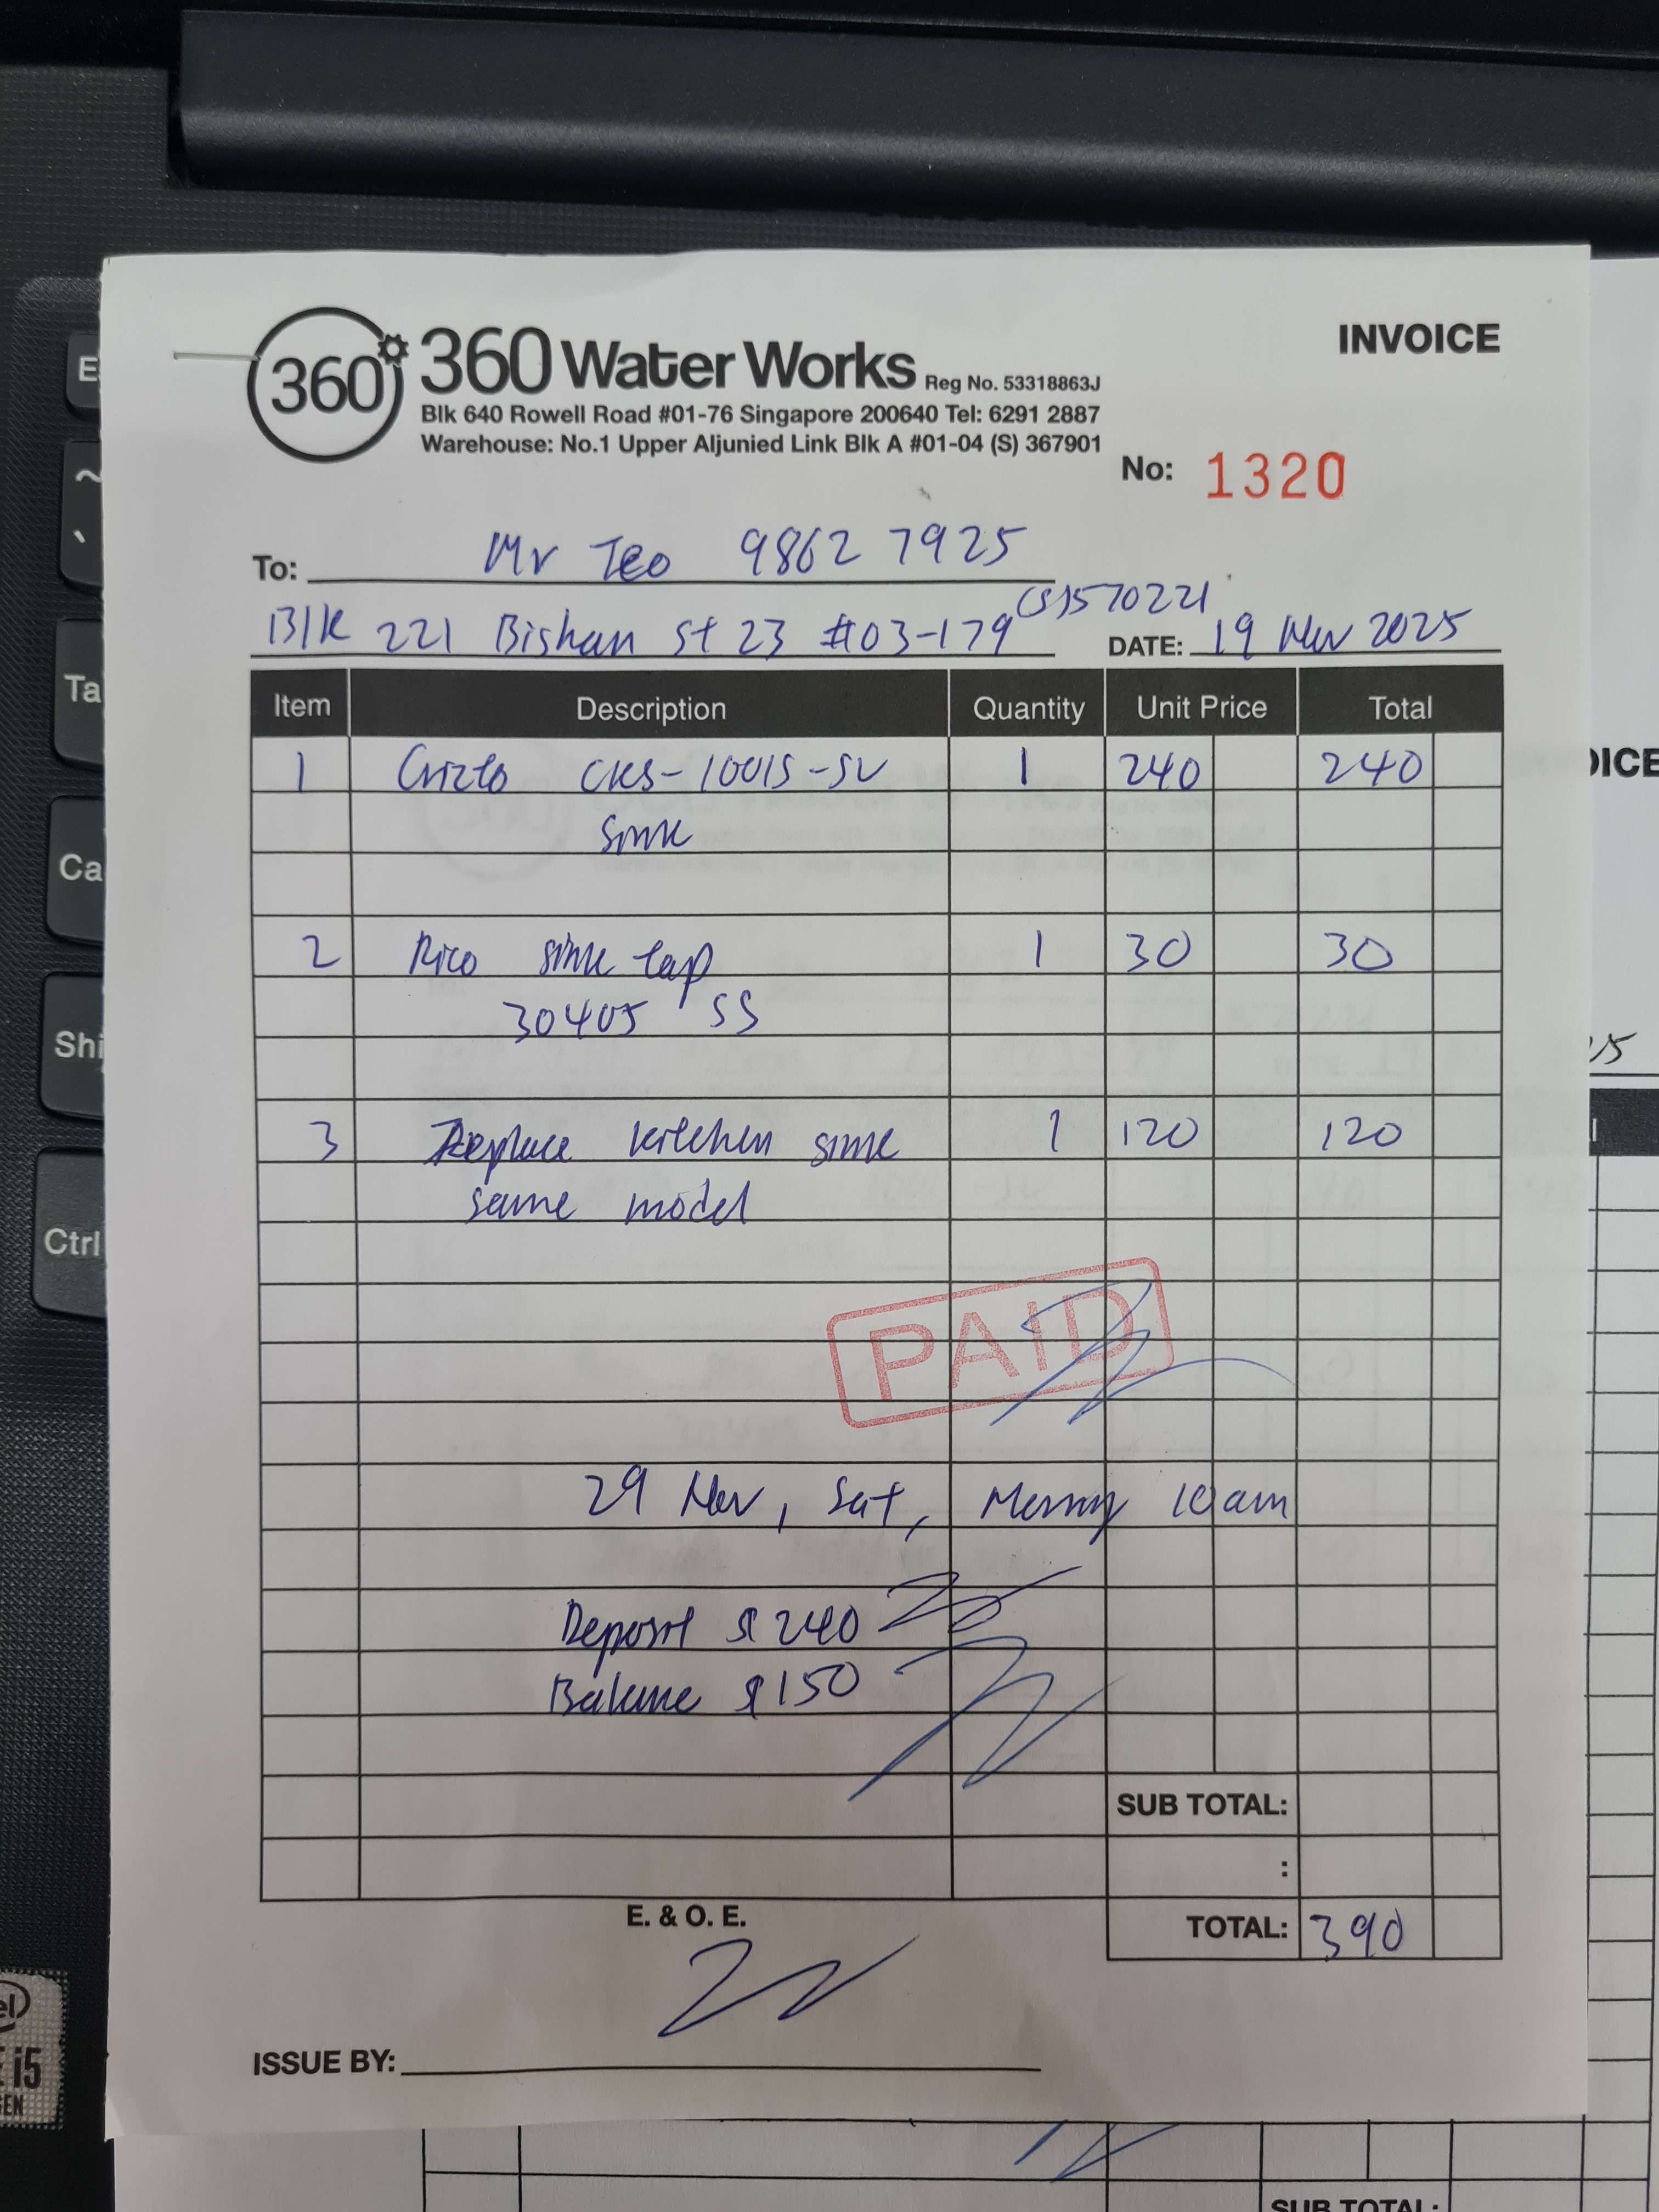 INVOICE
360
360 Water Works Reg No. 53318863J
Blk 640 Rowell Road #01-76 Singapore 200640 Tel: 6291 2887
Warehouse: No.1 Upper Aljunied Link Blk A #01-04 (S) 367901
No: 1320
To: Mr Teo 9862 7925
Blk 221 Bishan St 23 #03-179 (S)570221
DATE: 19 Nov 2025
Item Description Quantity Unit Price Total
1 Crizto CKS-1001S-SV 1 240 240
sink
2 Rico sink tap 1 30 30
30405 SS
3 Replace kitchen sink 1 120 120
same model
PAID
29 Nov, Sat, Morning 10am
Deposit $240
Balance $150
SUB TOTAL:
:
E. & O. E.
TOTAL: 390
ISSUE BY:
E
~
`
Ta
Ca
Shi
Ctrl
i5
SUB TOTAL: